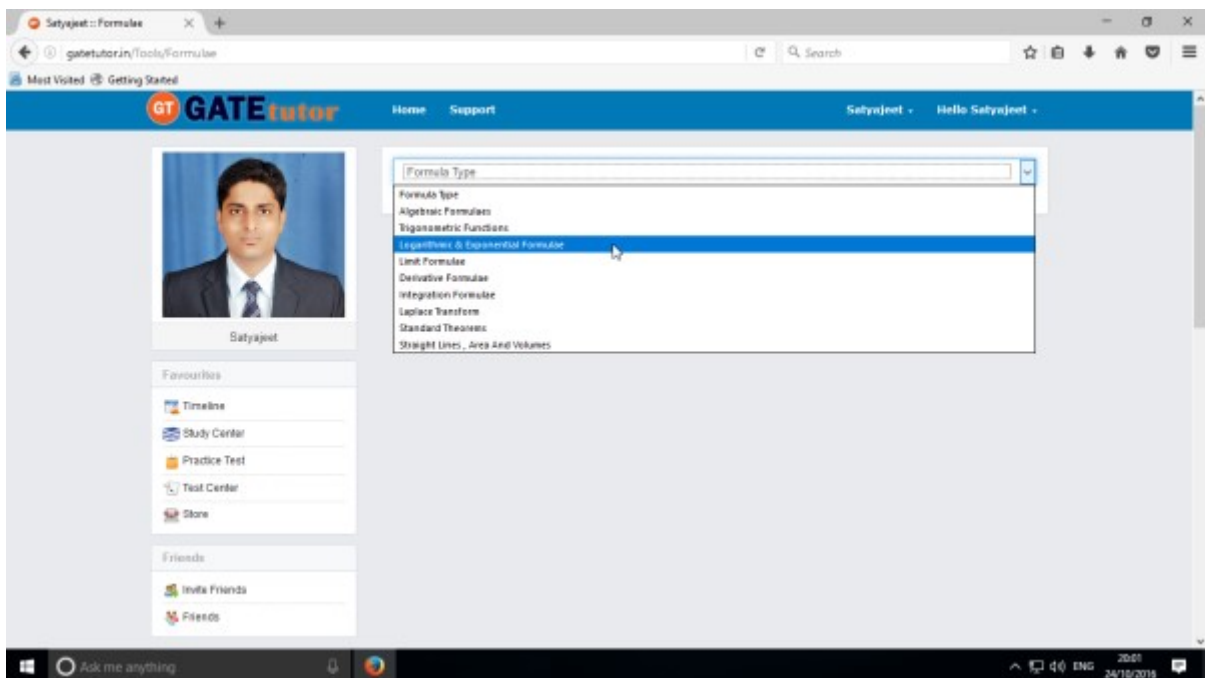 Satyajeet :: Formulae
gatetutor.in/Tools/Formulae
Search
Most Visited Getting Started
GT GATEtutor Home Support Satyajeet Hello Satyajeet
Formula Type
Formula Type
Algebraic Formulaes
Trigonometric Functions
Logarithmic & Exponential Formulae
Limit Formulae
Derivative Formulae
Integration Formulae
Laplace Transform
Standard Theorems
Straight Lines , Area And Volumes
Satyajeet
Favourites
Timeline
Study Center
Practice Test
Test Center
Store
Friends
Invite Friends
Friends
Ask me anything
ENG
20:01
24/10/2016